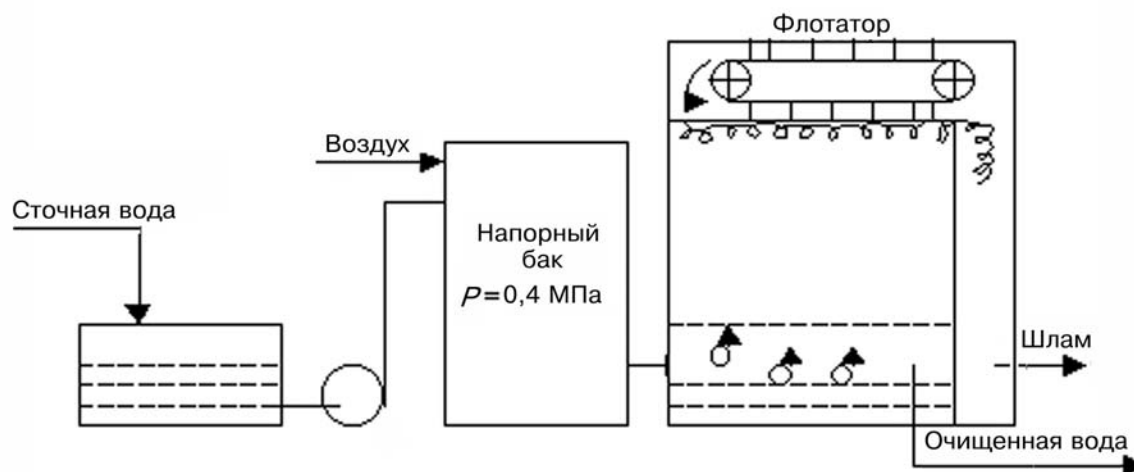 Флотатор
Воздух
Сточная вода
Напорный
бак
P=0,4 МПа
Шлам
Очищенная вода